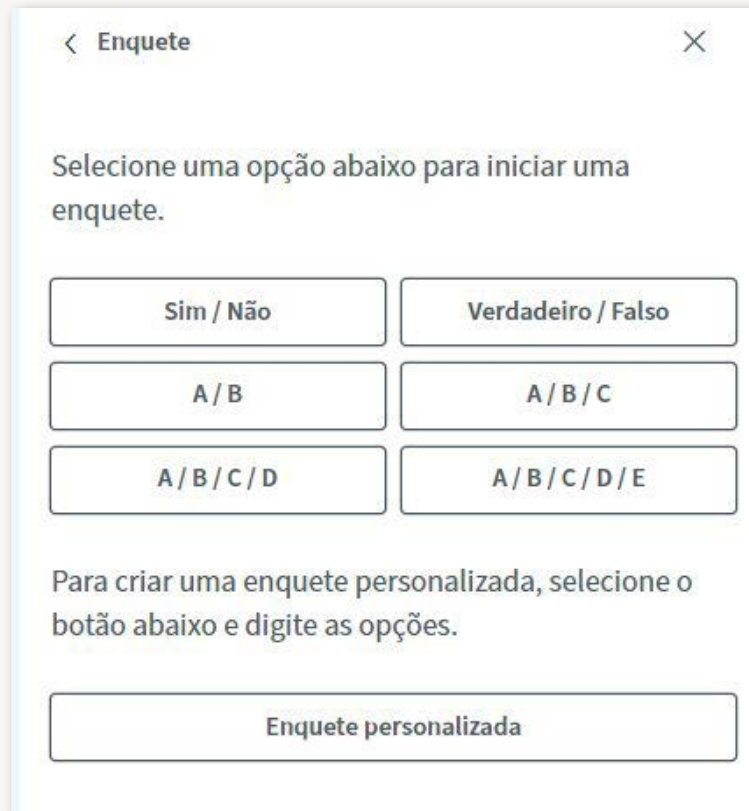 Enquete
Selecione uma opção abaixo para iniciar uma
enquete.
Sim / Não
Verdadeiro / Falso
A / B
A / B / C
A / B / C / D
A / B / C / D / E
Para criar uma enquete personalizada, selecione o
botão abaixo e digite as opções.
Enquete personalizada